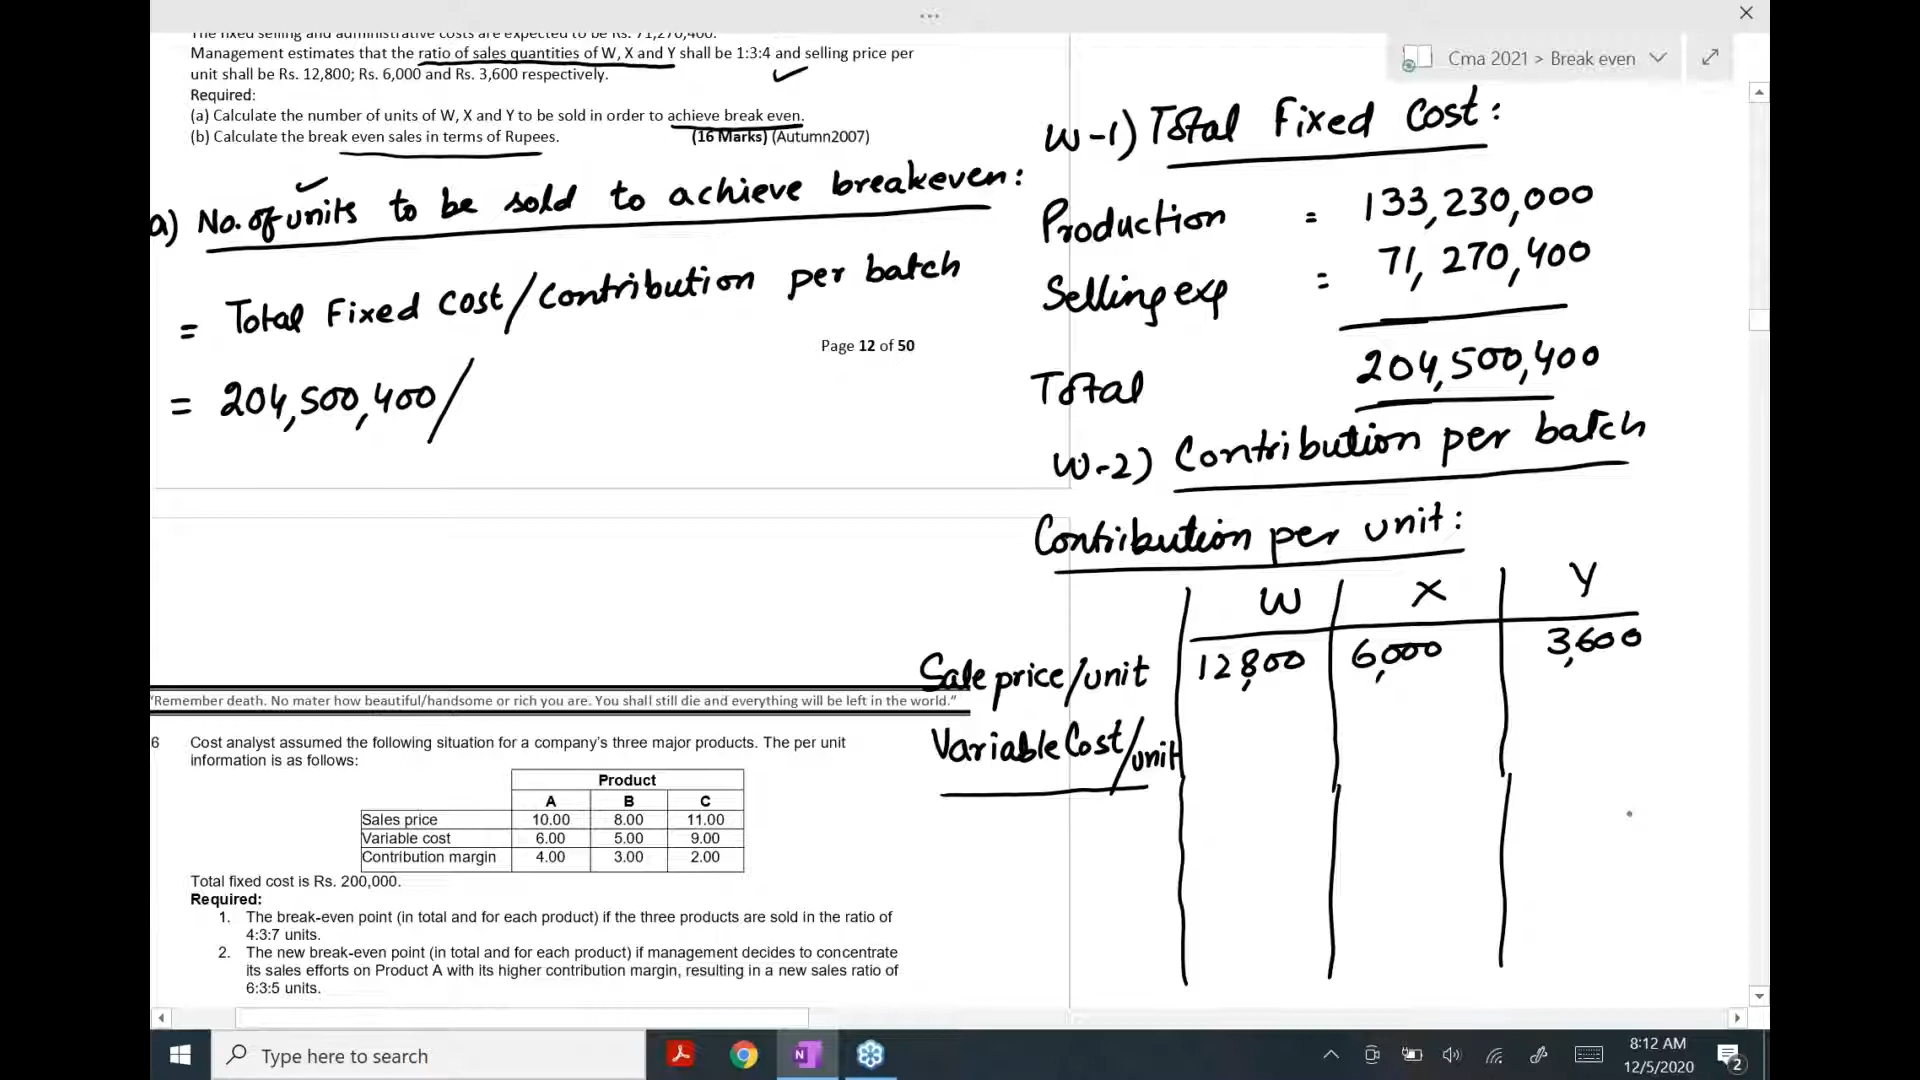 The fixed selling and administrative costs are expected to be Rs. 71,270,400.
Management estimates that the ratio of sales quantities of W, X and Y shall be 1:3:4 and selling price per
unit shall be Rs. 12,800; Rs. 6,000 and Rs. 3,600 respectively.
Required:
(a) Calculate the number of units of W, X and Y to be sold in order to achieve break even.
(b) Calculate the break even sales in terms of Rupees. (16 Marks) (Autumn2007)
a) No. of units to be sold to achieve breakeven:
= Total Fixed Cost/Contribution per batch
Page 12 of 50
= 204,500,400/
"Remember death. No mater how beautiful/handsome or rich you are. You shall still die and everything will be left in the world."
6 Cost analyst assumed the following situation for a company's three major products. The per unit
information is as follows:
Product
A B C
Sales price 10.00 8.00 11.00
Variable cost 6.00 5.00 9.00
Contribution margin 4.00 3.00 2.00
Total fixed cost is Rs. 200,000.
Required:
1. The break-even point (in total and for each product) if the three products are sold in the ratio of
4:3:7 units.
2. The new break-even point (in total and for each product) if management decides to concentrate
its sales efforts on Product A with its higher contribution margin, resulting in a new sales ratio of
6:3:5 units.
Cma 2021 > Break even
W-1) Total Fixed Cost:
Production = 133,230,000
Selling exp = 71,270,400
Total 204,500,400
W-2) Contribution per batch
Contribution per unit:
W X Y
Sale price/unit 12,800 6,000 3,600
Variable Cost/unit
Type here to search
8:12 AM
12/5/2020
2